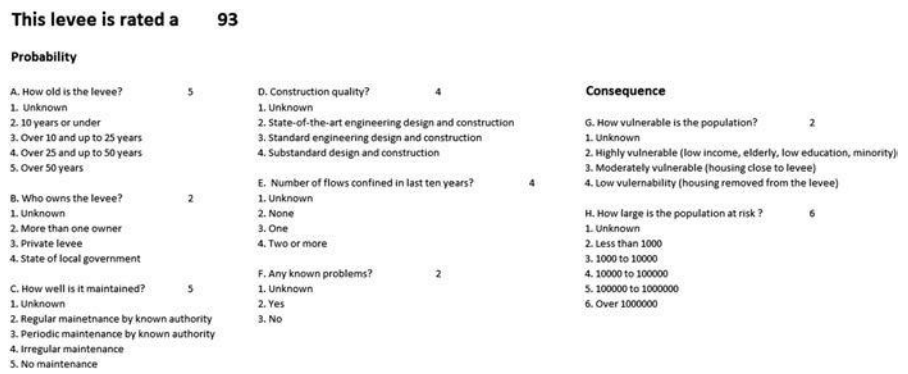 This levee is rated a 93
Probability
A. How old is the levee? 5
1. Unknown
2. 10 years or under
3. Over 10 and up to 25 years
4. Over 25 and up to 50 years
5. Over 50 years
B. Who owns the levee? 2
1. Unknown
2. More than one owner
3. Private levee
4. State of local government
C. How well is it maintained? 5
1. Unknown
2. Regular mainetnance by known authority
3. Periodic maintenance by known authority
4. Irregular maintenance
5. No maintenance
D. Construction quality? 4
1. Unknown
2. State-of-the-art engineering design and construction
3. Standard engineering design and construction
4. Substandard design and construction
E. Number of flows confined in last ten years? 4
1. Unknown
2. None
3. One
4. Two or more
F. Any known problems? 2
1. Unknown
2. Yes
3. No
Consequence
G. How vulnerable is the population? 2
1. Unknown
2. Highly vulnerable (low income, elderly, low education, minority)
3. Moderately vulnerable (housing close to levee)
4. Low vulernability (housing removed from the levee)
H. How large is the population at risk ? 6
1. Unknown
2. Less than 1000
3. 1000 to 10000
4. 10000 to 100000
5. 100000 to 1000000
6. Over 1000000